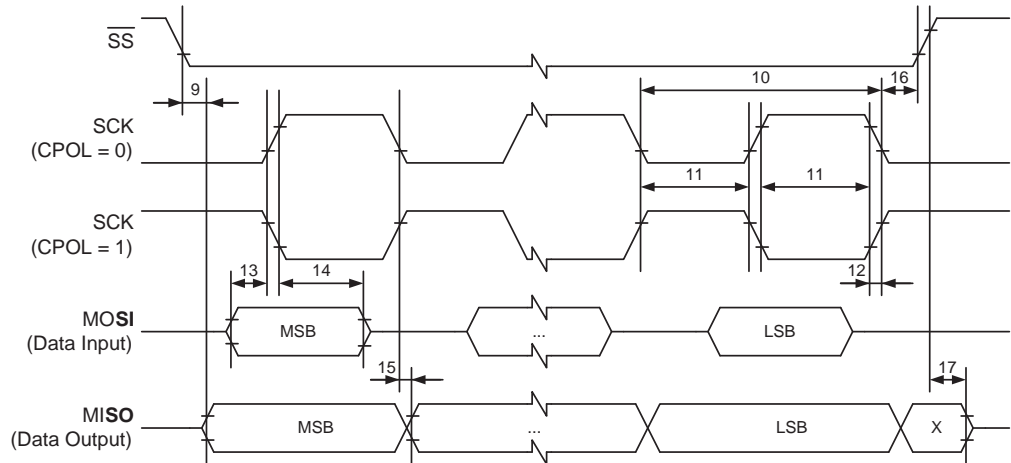 SS
9
10
16
SCK
(CPOL = 0)
11
11
SCK
(CPOL = 1)
13
14
12
MOSI
(Data Input)
MSB
...
LSB
15
17
MISO
(Data Output)
MSB
...
LSB
X